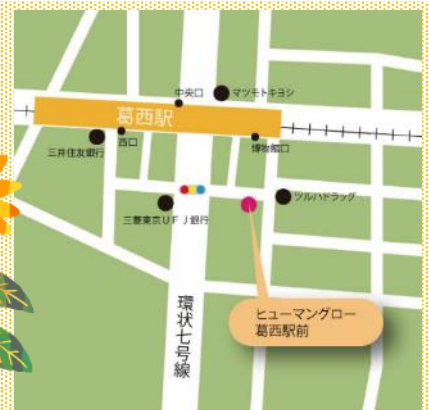 中央口
マツモトキヨシ
葛西駅
三井住友銀行
西口
博物館口
三菱東京UFJ銀行
ツルハドラッグ
環状七号線
ヒューマングロー
葛西駅前